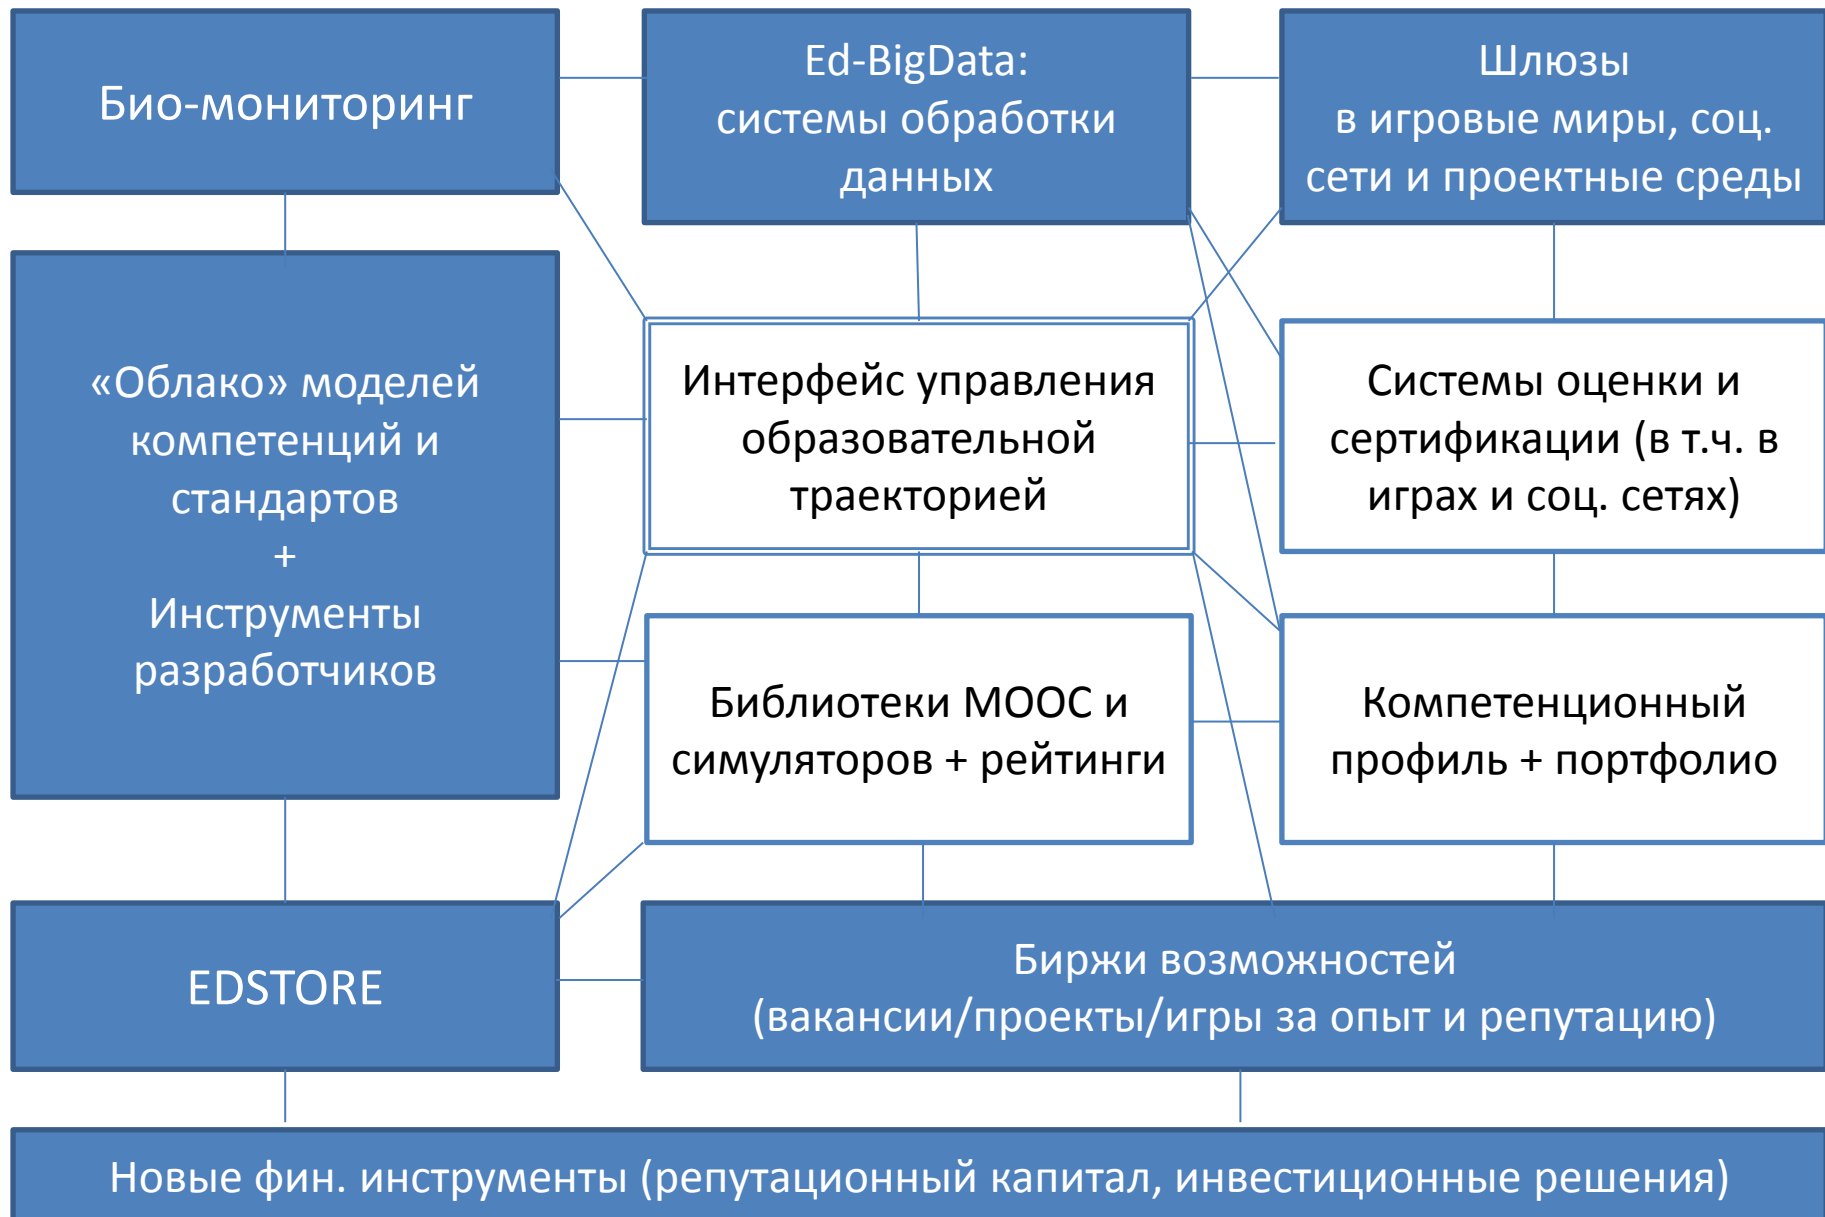 Био-мониторинг
Ed-BigData:
системы обработки
данных
Шлюзы
в игровые миры, соц.
сети и проектные среды
«Облако» моделей
компетенций и
стандартов
+
Инструменты
разработчиков
Интерфейс управления
образовательной
траекторией
Системы оценки и
сертификации (в т.ч. в
играх и соц. сетях)
Библиотеки МООС и
симуляторов + рейтинги
Компетенционный
профиль + портфолио
EDSTORE
Биржи возможностей
(вакансии/проекты/игры за опыт и репутацию)
Новые фин. инструменты (репутационный капитал, инвестиционные решения)